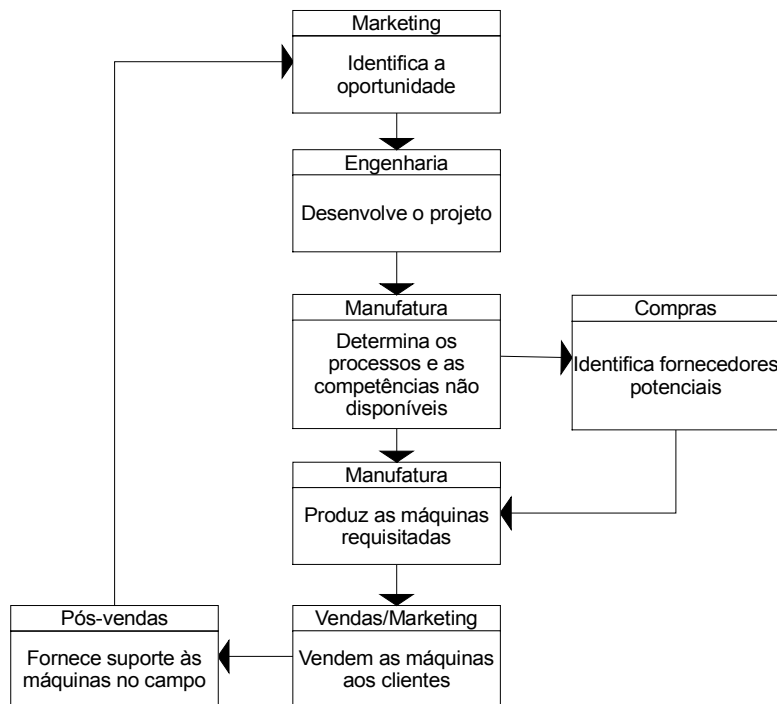 Marketing
Identifica a
oportunidade
Engenharia
Desenvolve o projeto
Manufatura
Determina os
processos e as
competências não
disponíveis
Compras
Identifica fornecedores
potenciais
Manufatura
Produz as máquinas
requisitadas
Vendas/Marketing
Vendem as máquinas
aos clientes
Pós-vendas
Fornece suporte às
máquinas no campo